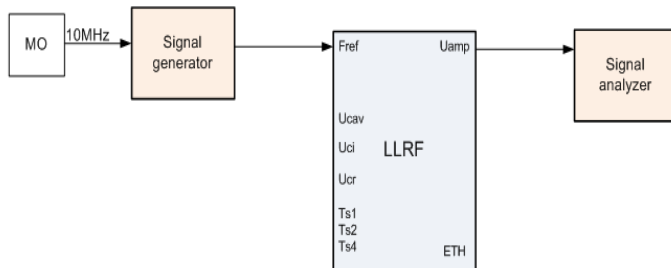 MO
10MHz
Signal
generator
Fref
Uamp
Signal
analyzer
Ucav
Uci
LLRF
Ucr
Ts1
Ts2
Ts4
ETH